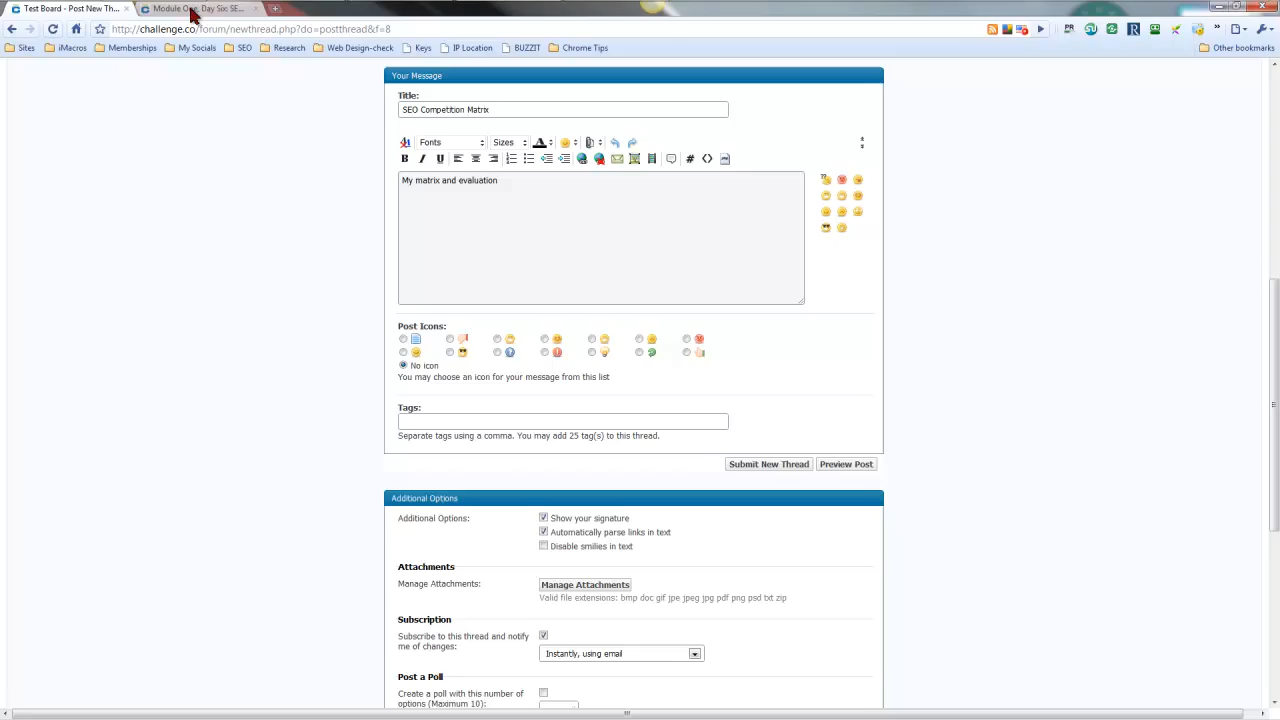 Test Board - Post New Th...
Module One, Day Six: SE...
http://challenge.co/forum/newthread.php?do=postthread&f=8
Sites
iMacros
Memberships
My Socials
SEO
Research
Web Design-check
Keys
IP Location
BUZZIT
Chrome Tips
Other bookmarks
Your Message
Title:
SEO Competition Matrix
Fonts
Sizes
My matrix and evaluation
Post Icons:
No icon
You may choose an icon for your message from this list
Tags:
Separate tags using a comma. You may add 25 tag(s) to this thread.
Submit New Thread
Preview Post
Additional Options
Additional Options:
Show your signature
Automatically parse links in text
Disable smilies in text
Attachments
Manage Attachments:
Manage Attachments
Valid file extensions: bmp doc gif jpe jpeg jpg pdf png psd txt zip
Subscription
Subscribe to this thread and notify
me of changes:
Instantly, using email
Post a Poll
Create a poll with this number of
options (Maximum 10):